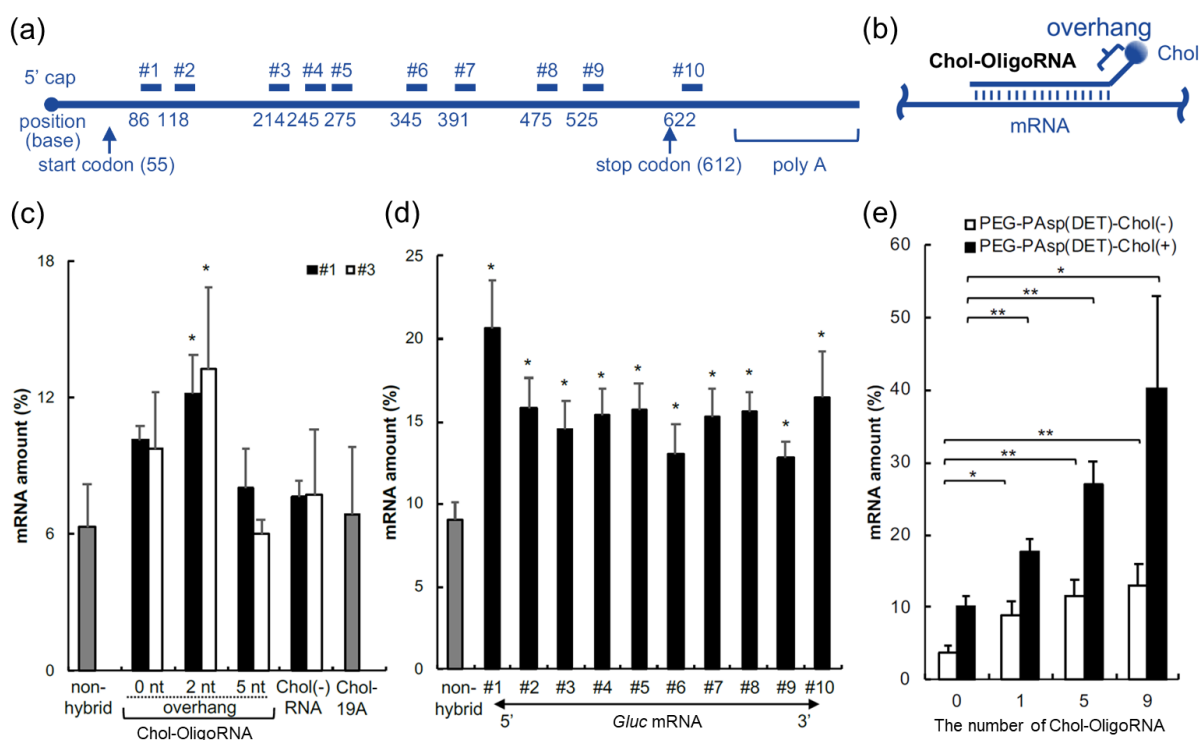 (a)
#1 #2 #3 #4 #5 #6 #7 #8 #9 #10
5' cap
position
(base)
86 118 214 245 275 345 391 475 525 622
start codon (55)
stop codon (612)
poly A
(b)
overhang
Chol-OligoRNA
Chol
mRNA
(c)
mRNA amount (%)
18
12
6
0
#1 #3
* *
non-
hybrid
0 nt 2 nt 5 nt
overhang
Chol-OligoRNA
Chol(-)
RNA
Chol-
19A
(d)
mRNA amount (%)
25
20
15
10
5
0
* * * * * * * * * *
non-
hybrid
#1 #2 #3 #4 #5 #6 #7 #8 #9 #10
5' Gluc mRNA 3'
(e)
PEG-PAsp(DET)-Chol(-)
PEG-PAsp(DET)-Chol(+)
mRNA amount (%)
60
50
40
30
20
10
0
*
**
**
**
**
*
0 1 5 9
The number of Chol-OligoRNA